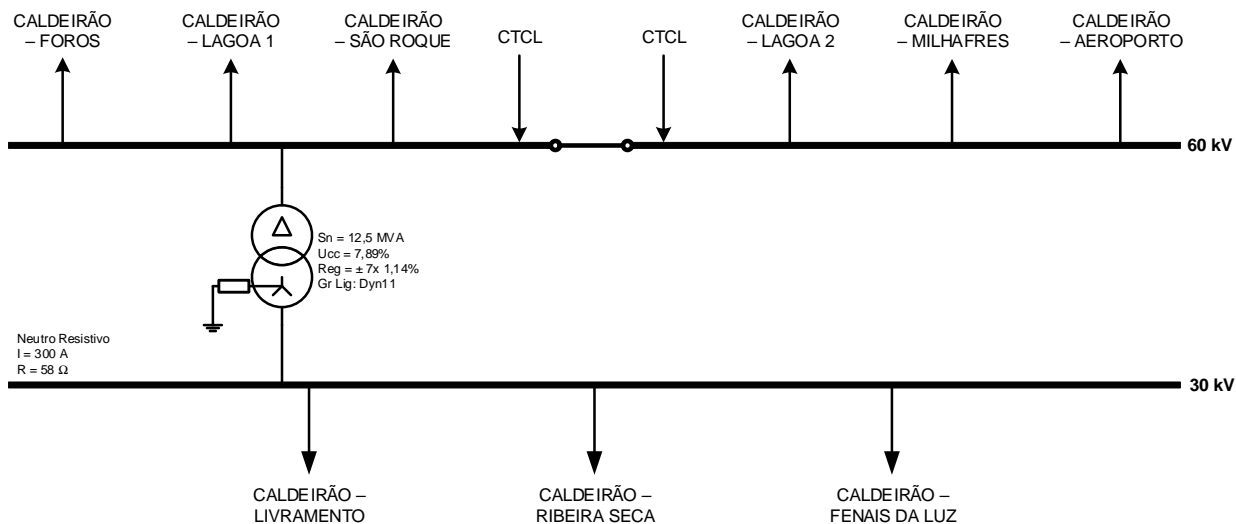 CALDEIRÃO
– FOROS
CALDEIRÃO
– LAGOA 1
CALDEIRÃO
– SÃO ROQUE
CTCL
CTCL
CALDEIRÃO
– LAGOA 2
CALDEIRÃO
– MILHAFRES
CALDEIRÃO
– AEROPORTO
60 kV
Sn = 12,5 MVA
Ucc = 7,89%
Reg = ± 7x 1,14%
Gr Lig: Dyn11
Neutro Resistivo
I = 300 A
R = 58 Ω
30 kV
CALDEIRÃO –
LIVRAMENTO
CALDEIRÃO –
RIBEIRA SECA
CALDEIRÃO –
FENAIS DA LUZ